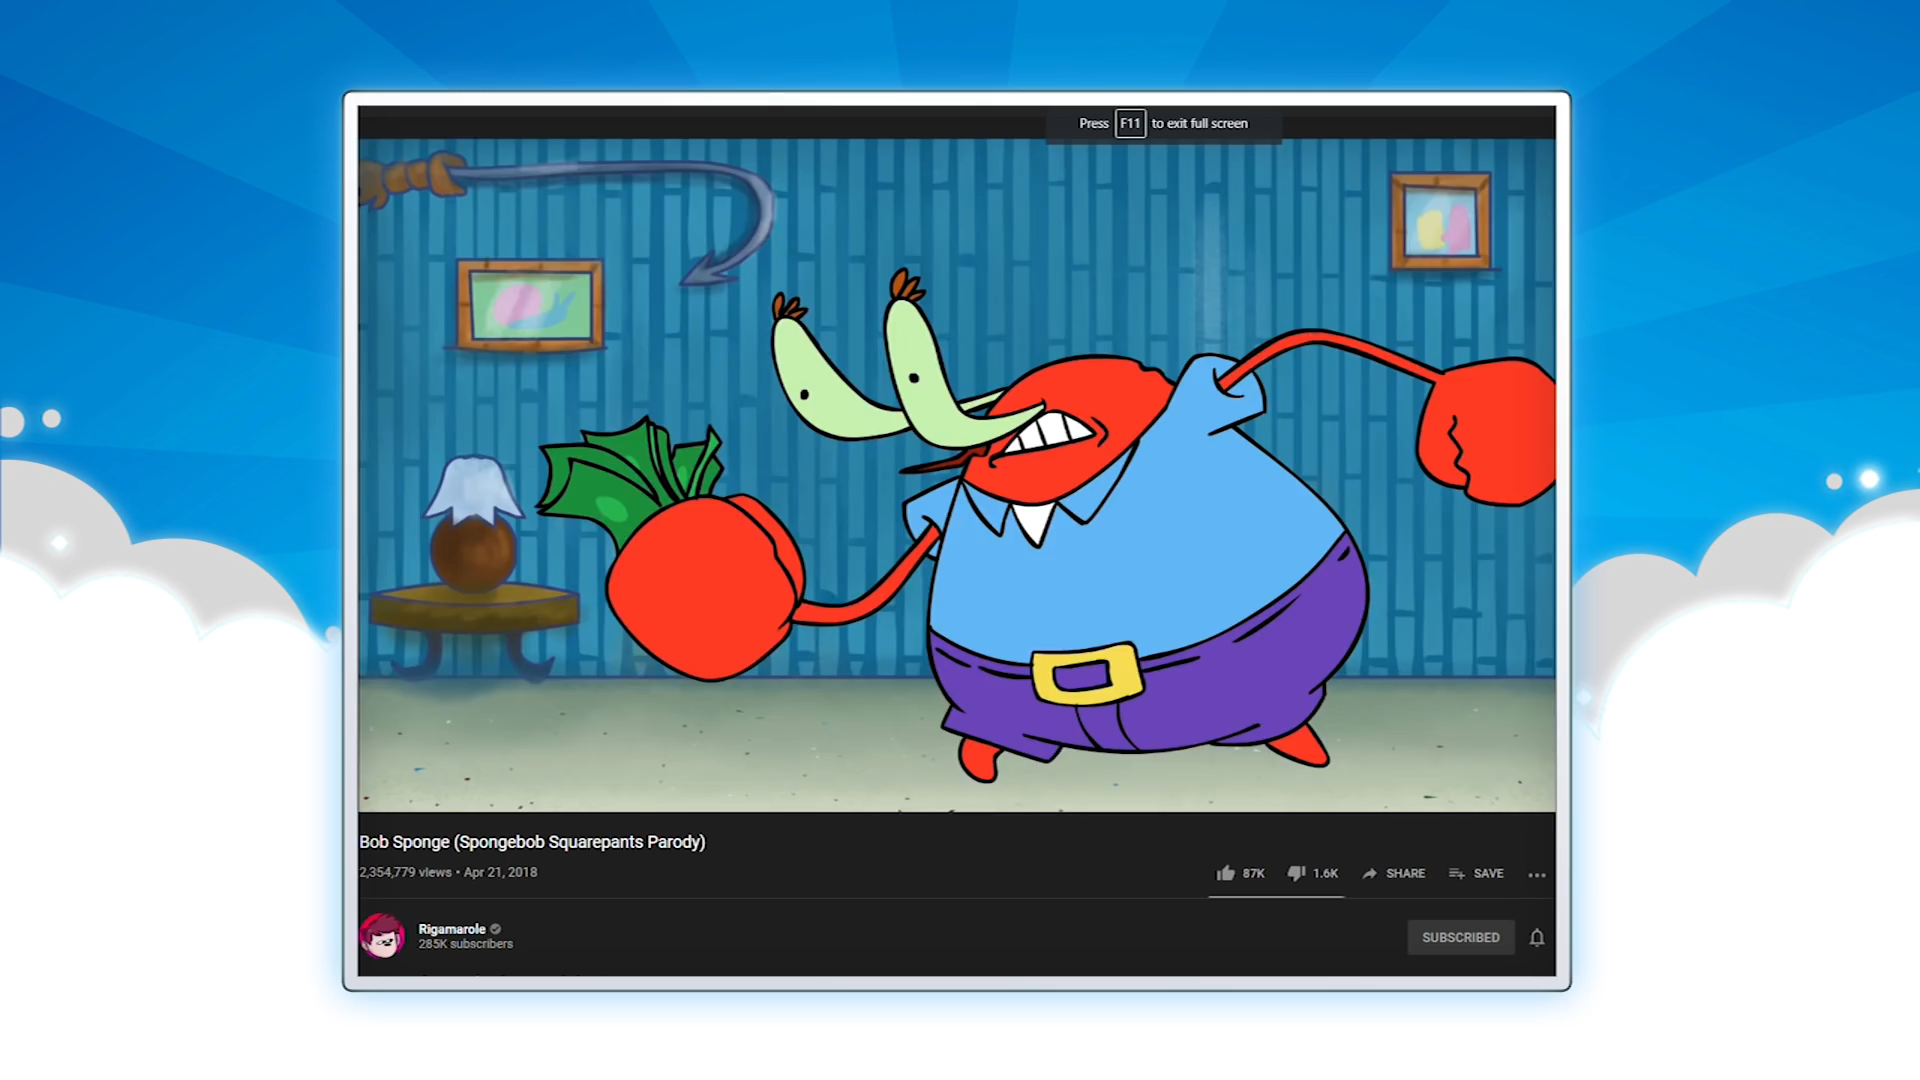 Press F11 to exit full screen
Bob Sponge (Spongebob Squarepants Parody)
2,354,779 views • Apr 21, 2018
87K 1.6K SHARE SAVE
Rigamarole
285K subscribers
SUBSCRIBED